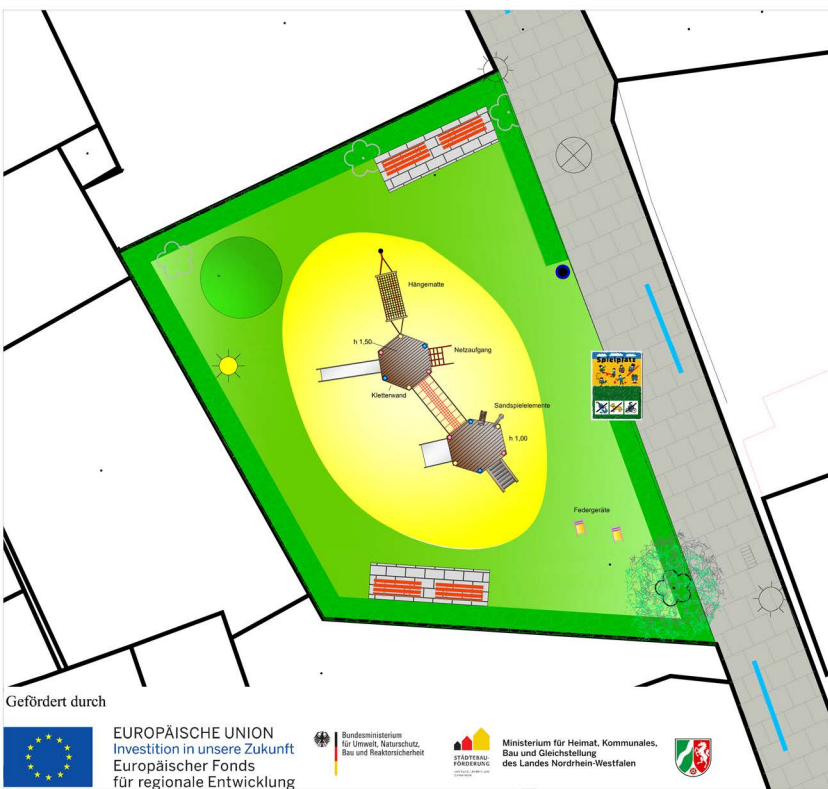 Hängematte
h 1,50
Netzaufgang
Kletterwand
Sandspielelemente
h 1,00
Spielplatz
Federgeräte
Gefördert durch
EUROPÄISCHE UNION
Investition in unsere Zukunft
Europäischer Fonds
für regionale Entwicklung
Bundesministerium
für Umwelt, Naturschutz,
Bau und Reaktorsicherheit
STÄDTEBAU-
FÖRDERUNG
Ministerium für Heimat, Kommunales,
Bau und Gleichstellung
des Landes Nordrhein-Westfalen